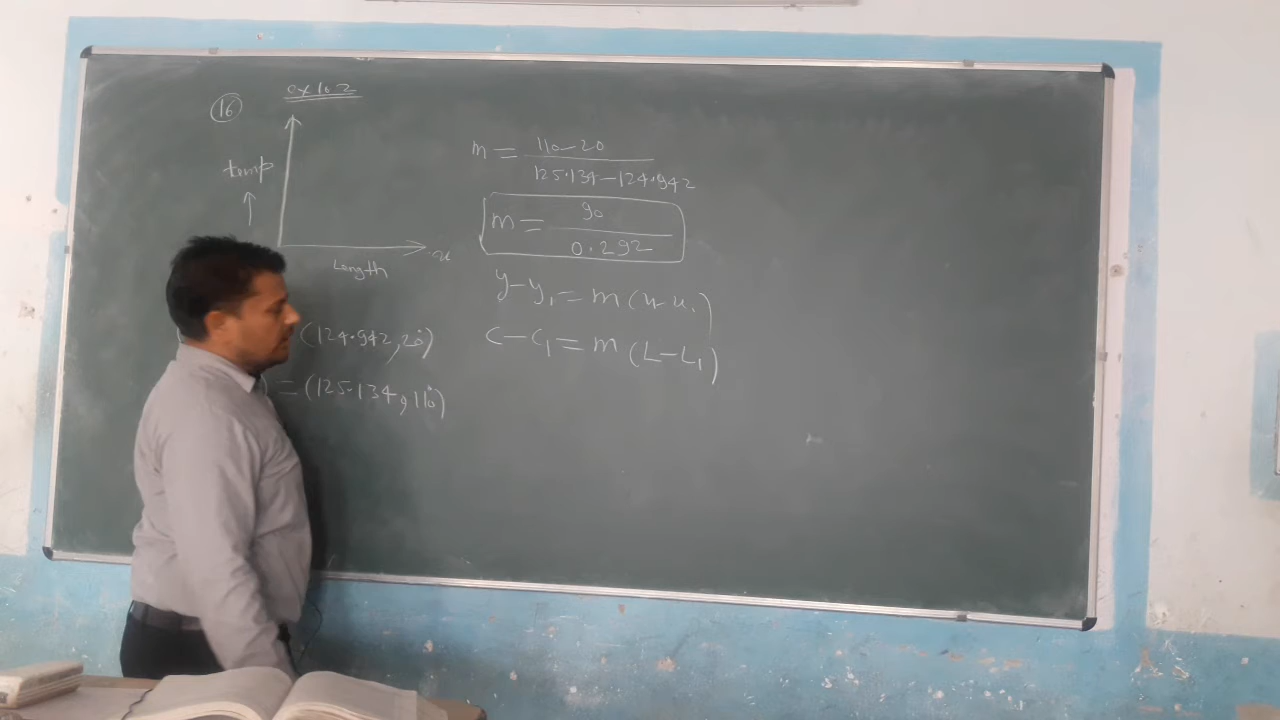 16 ex 10.2
temp
Length x
(124.942, 20°)
) = (125.134, 110°)
m = 110-20 / 125.134-124.942
m = 90 / 0.292
y-y₁ = m (x-x₁)
C-C₁ = m (L-L₁)